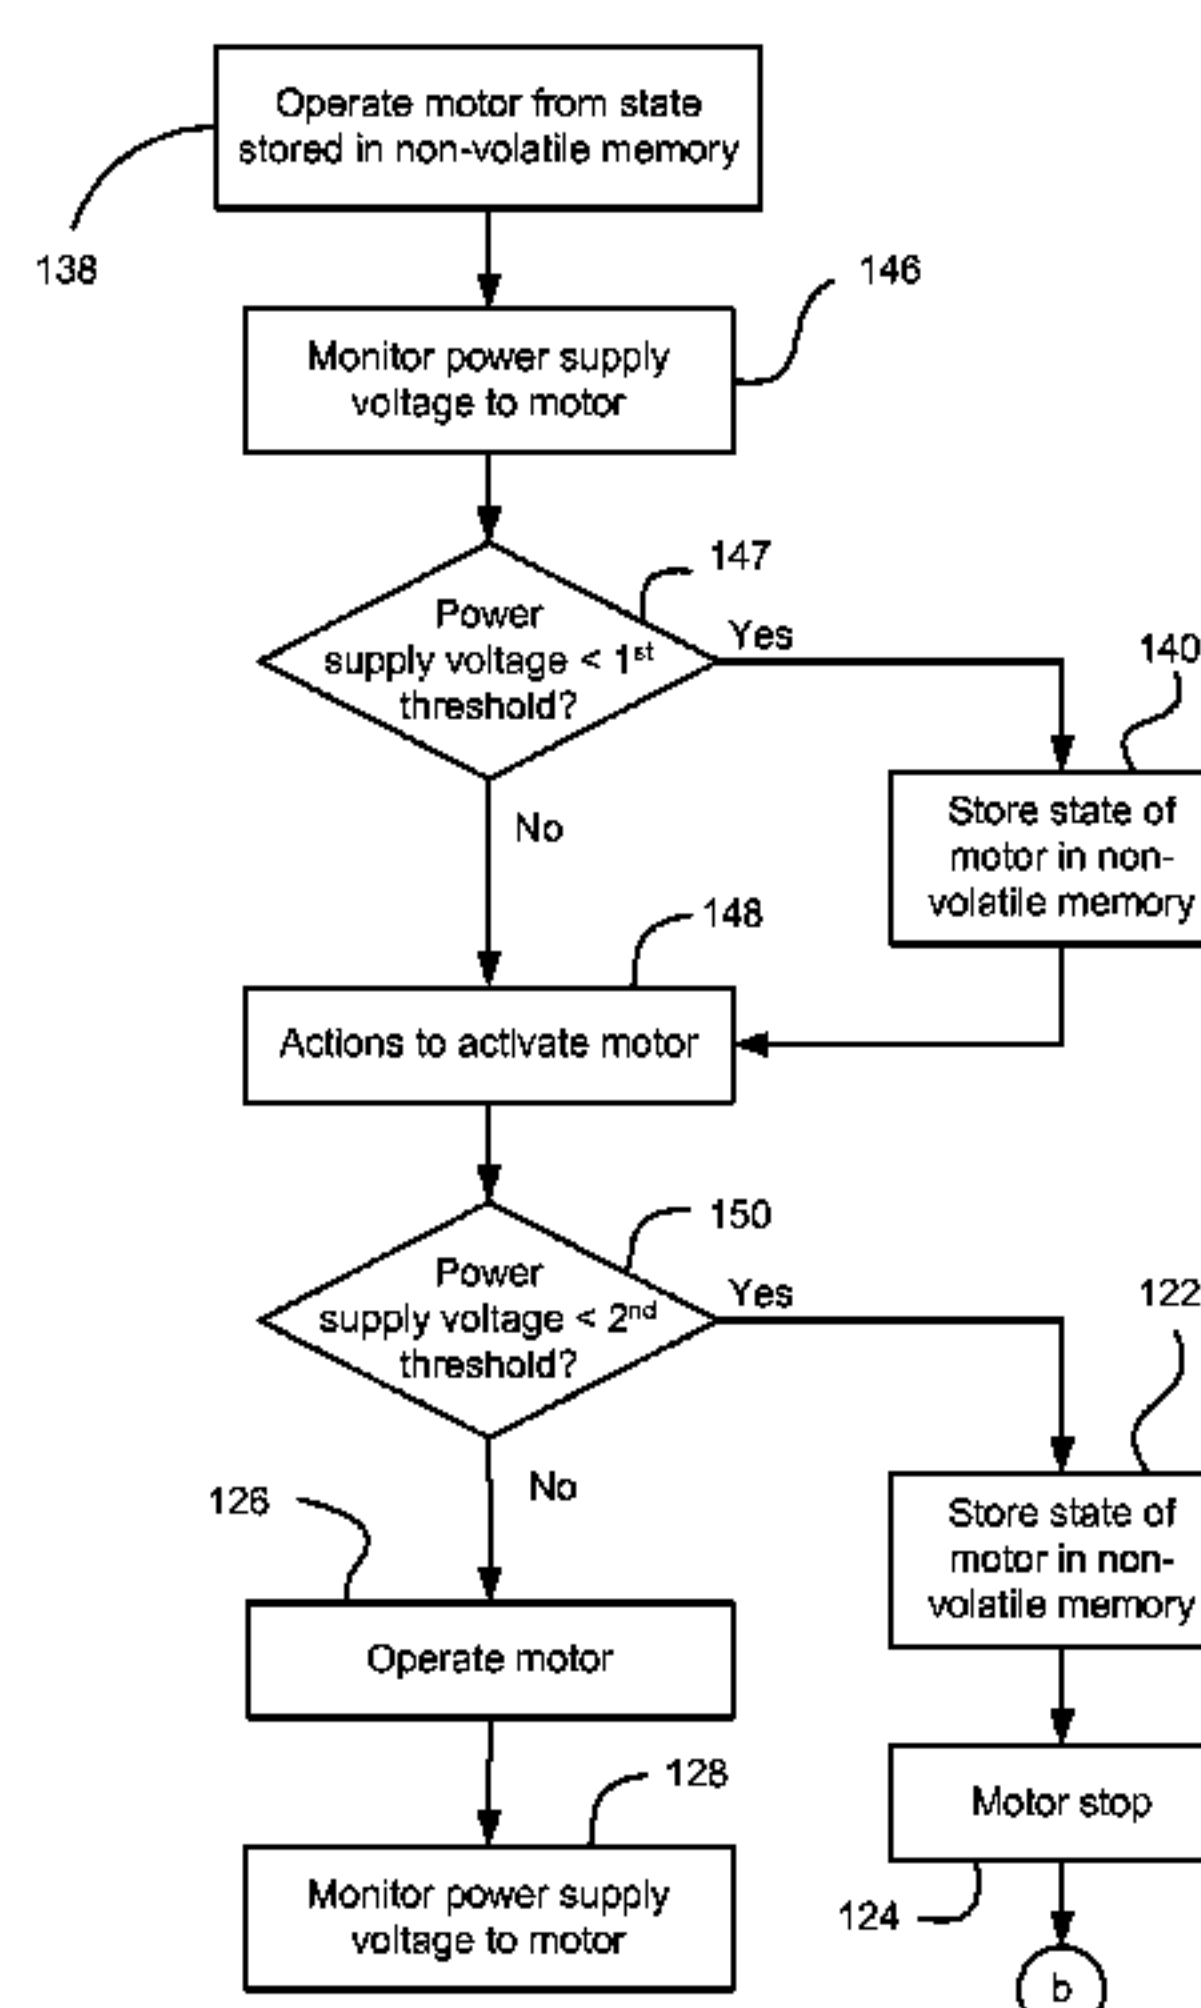 Operate motor from state
stored in non-volatile memory
138
146
Monitor power supply
voltage to motor
147
Power
supply voltage < 1st
threshold?
Yes
140
Store state of
motor in non-
volatile memory
No
148
Actions to activate motor
150
Power
supply voltage < 2nd
threshold?
Yes
122
Store state of
motor in non-
volatile memory
No
126
Operate motor
128
Motor stop
124
Monitor power supply
voltage to motor
b